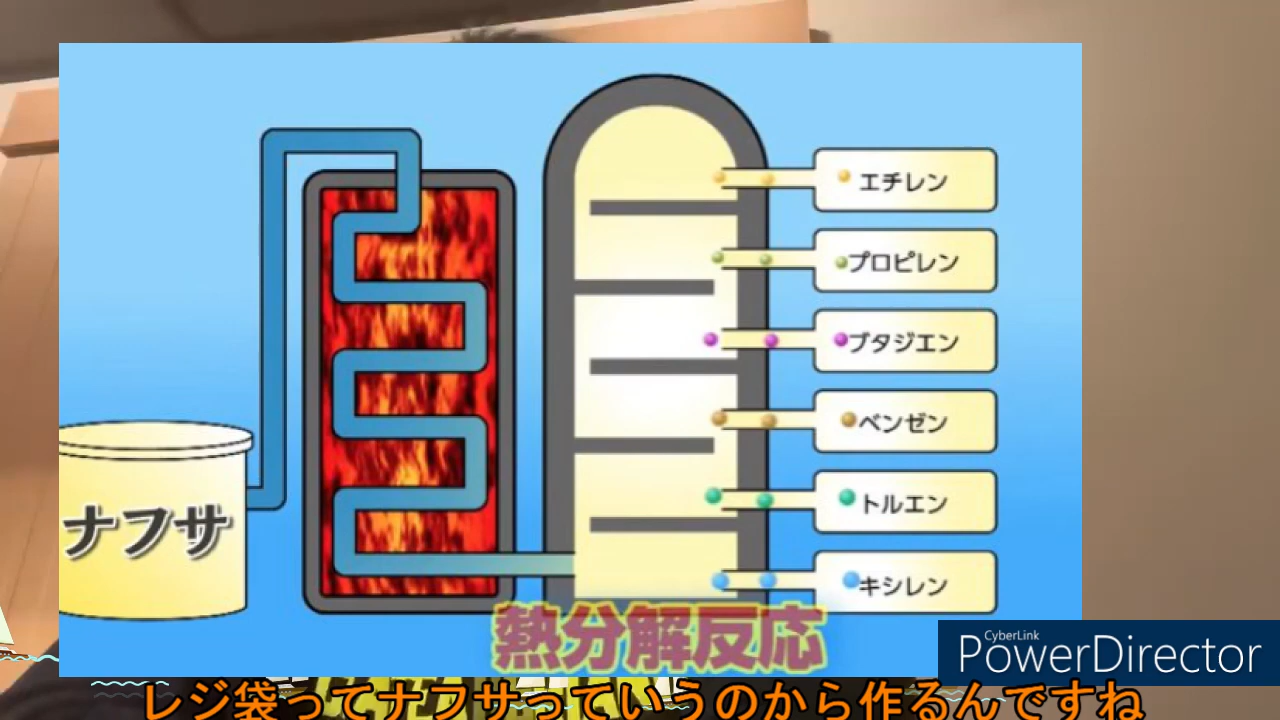 エチレン
プロピレン
ブタジエン
ベンゼン
トルエン
キシレン
ナフサ
熱分解反応
CyberLink
PowerDirector
レジ袋ってナフサっていうのから作るんですね